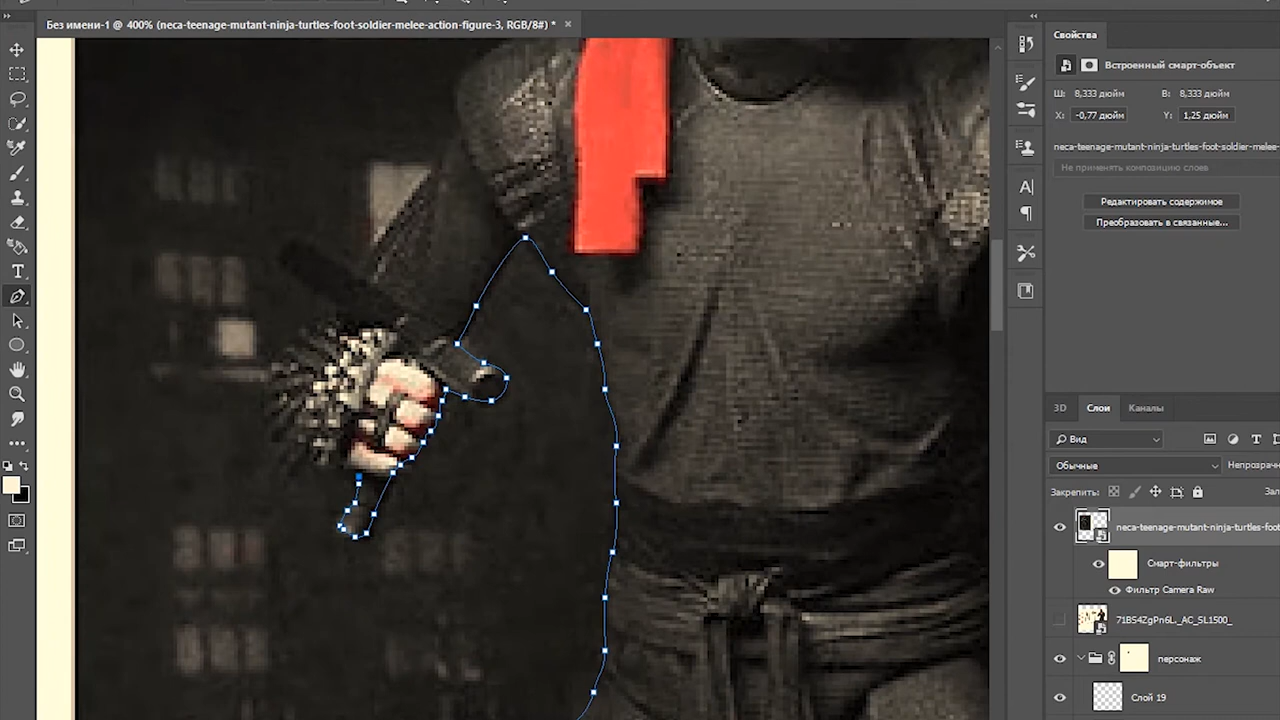 Без имени-1 @ 400% (neca-teenage-mutant-ninja-turtles-foot-soldier-melee-action-figure-3, RGB/8#) *
Свойства
Встроенный смарт-объект
Ш: 8,333 дюйм В: 8,333 дюйм
X: -0,77 дюйм Y: 1,25 дюйм
neca-teenage-mutant-ninja-turtles-foot-soldier-melee-
Не применять композицию слоев
Редактировать содержимое
Преобразовать в связанные...
3D Слои Каналы
Вид
Обычные Непрозрачн
Закрепить: Зал
neca-teenage-mutant-ninja-turtles-foot
Смарт-фильтры
Фильтр Camera Raw
71BS4ZgPn6L._AC_SL1500_
персонаж
Слой 19